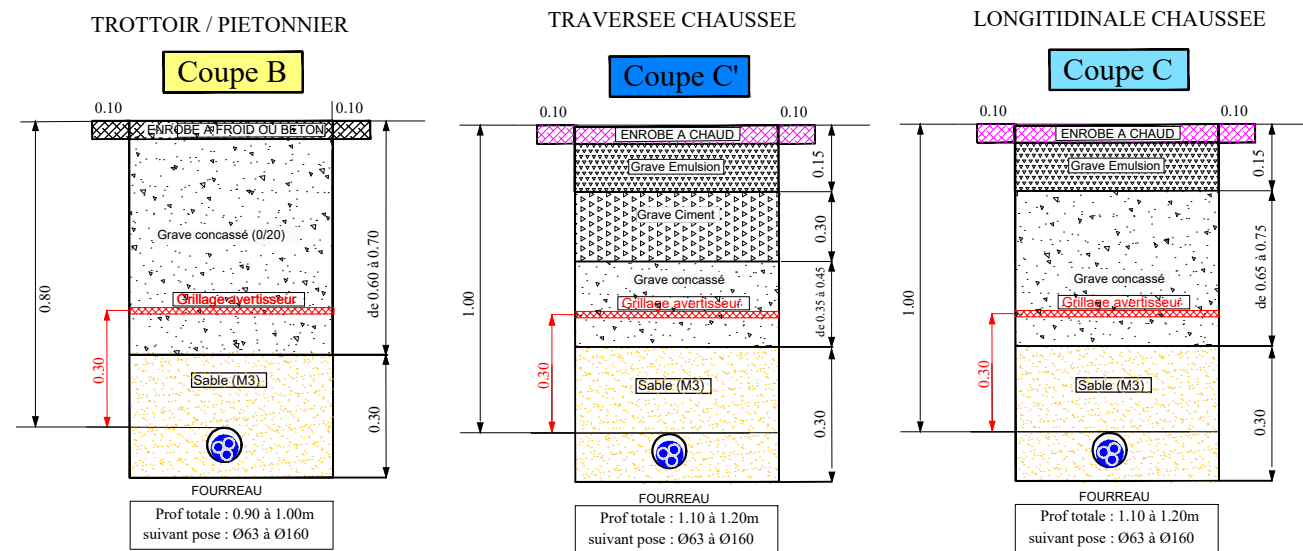 TROTTOIR / PIETONNIER
Coupe B
0.10
0.10
ENROBE A FROID OU BETON
Grave concassé (0/20)
Grillage avertisseur
Sable (M3)
0.80
0.30
de 0.60 à 0.70
0.30
FOURREAU
Prof totale : 0.90 à 1.00m
suivant pose : Ø63 à Ø160
TRAVERSEE CHAUSSEE
Coupe C'
0.10
0.10
ENROBE A CHAUD
Grave Emulsion
Grave Ciment
Grave concassé
Grillage avertisseur
Sable (M3)
1.00
0.30
0.15
0.30
de 0.35 à 0.45
0.30
FOURREAU
Prof totale : 1.10 à 1.20m
suivant pose : Ø63 à Ø160
LONGITIDINALE CHAUSSEE
Coupe C
0.10
0.10
ENROBE A CHAUD
Grave Emulsion
Grave concassé
Grillage avertisseur
Sable (M3)
1.00
0.30
0.15
de 0.65 à 0.75
0.30
FOURREAU
Prof totale : 1.10 à 1.20m
suivant pose : Ø63 à Ø160